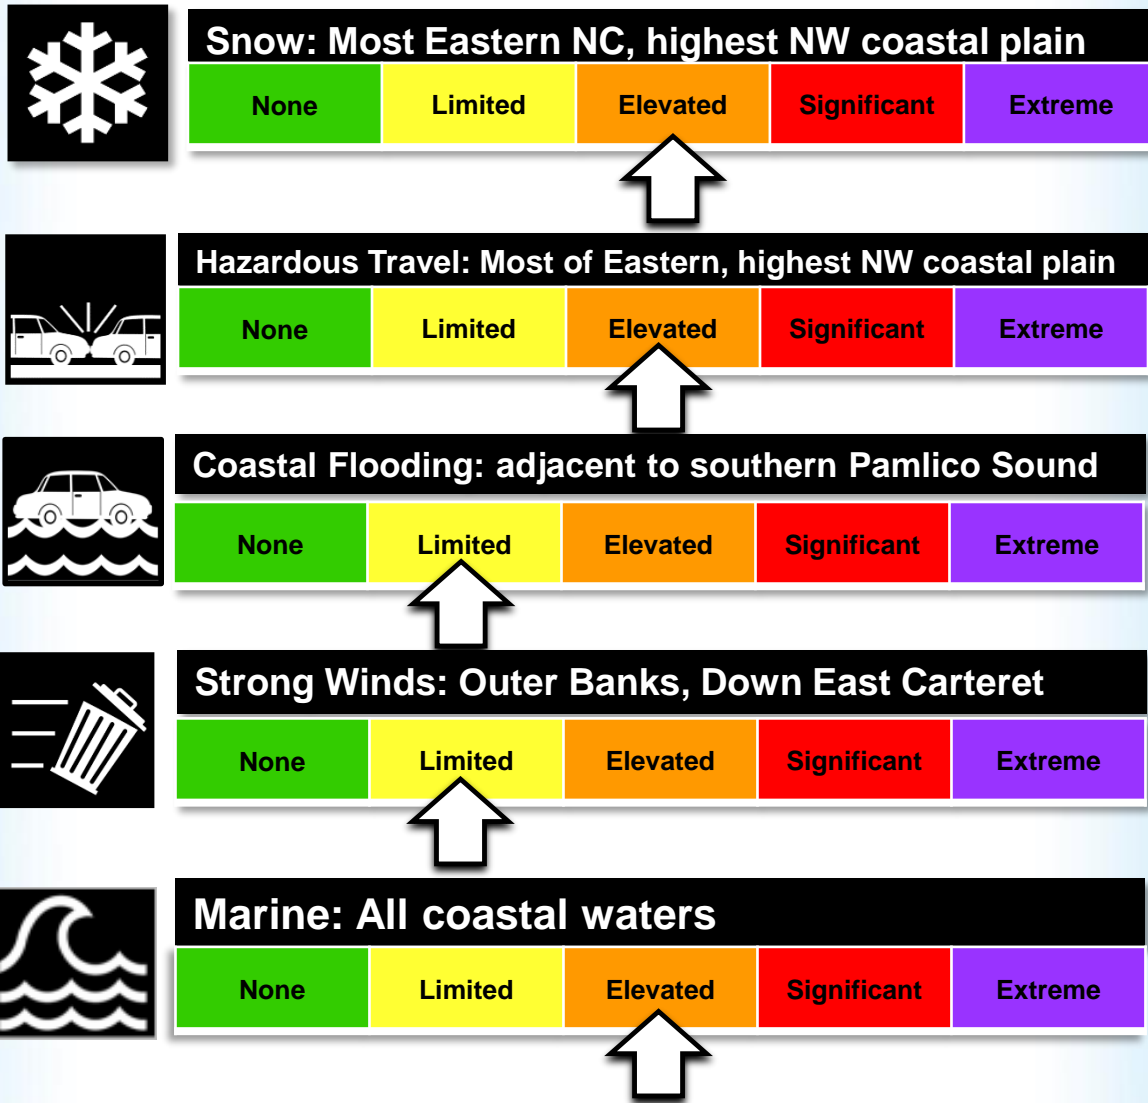 Snow: Most Eastern NC, highest NW coastal plain
None Limited Elevated Significant Extreme
Hazardous Travel: Most of Eastern, highest NW coastal plain
None Limited Elevated Significant Extreme
Coastal Flooding: adjacent to southern Pamlico Sound
None Limited Elevated Significant Extreme
Strong Winds: Outer Banks, Down East Carteret
None Limited Elevated Significant Extreme
Marine: All coastal waters
None Limited Elevated Significant Extreme